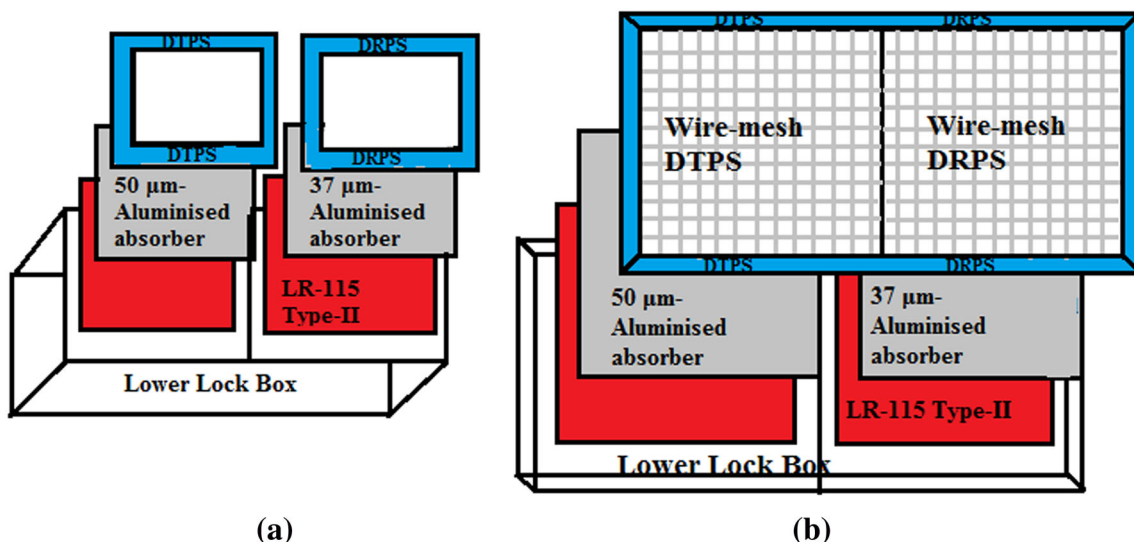 DTPS
DTPS
50 μm-
Aluminised
absorber
DRPS
DRPS
37 μm-
Aluminised
absorber
LR-115
Type-II
Lower Lock Box
(a)
DTPS
DRPS
Wire-mesh
DTPS
Wire-mesh
DRPS
DTPS
DRPS
50 μm-
Aluminised
absorber
37 μm-
Aluminised
absorber
LR-115 Type-II
Lower Lock Box
(b)